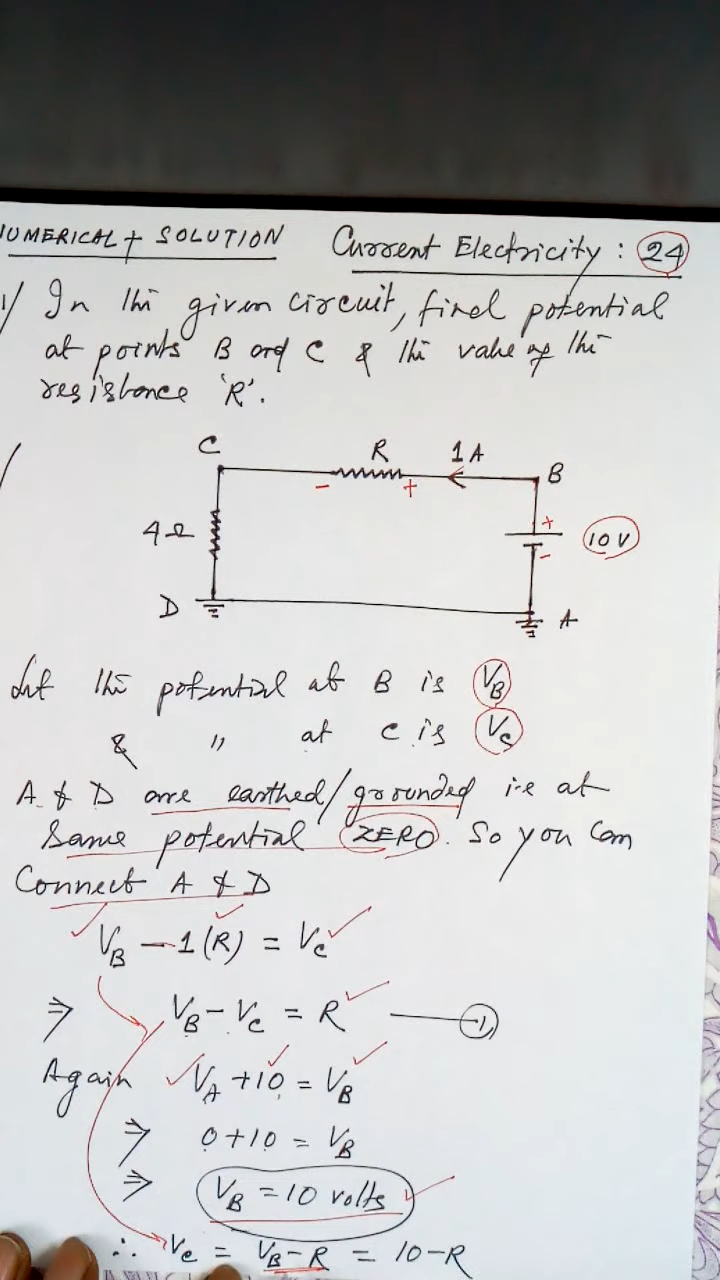 NUMERICAL + SOLUTION Current Electricity : 24
1/ In the given circuit, find potential
at points B and C & the value of the
resistance 'R'.
C R 1A B
- +
4Ω + 10V
-
D A
Let the potential at B is VB
& " at C is Vc
A & D are earthed/grounded i.e at
Same potential ZERO. So you can
Connect A & D
VB - 1(R) = Vc
⇒ VB - Vc = R —— 1
Again VA + 10 = VB
⇒ 0 + 10 = VB
⇒ VB = 10 volts
∴ Vc = VB - R = 10 - R